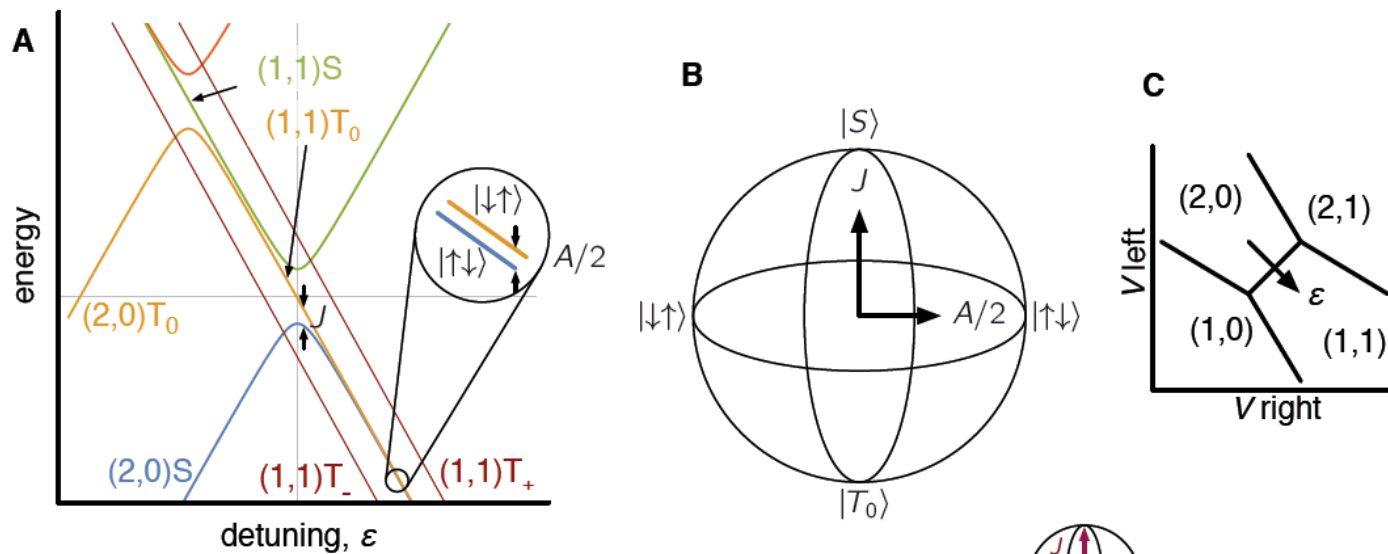 A
(1,1)S
(1,1)T₀
|↓↑⟩
|↑↓⟩
A/2
energy
(2,0)T₀
J
(2,0)S
(1,1)T₋
(1,1)T₊
detuning, ε
B
|S⟩
J
|↓↑⟩
A/2
|↑↓⟩
|T₀⟩
J
C
(2,0)
(2,1)
V left
ε
(1,0)
(1,1)
V right